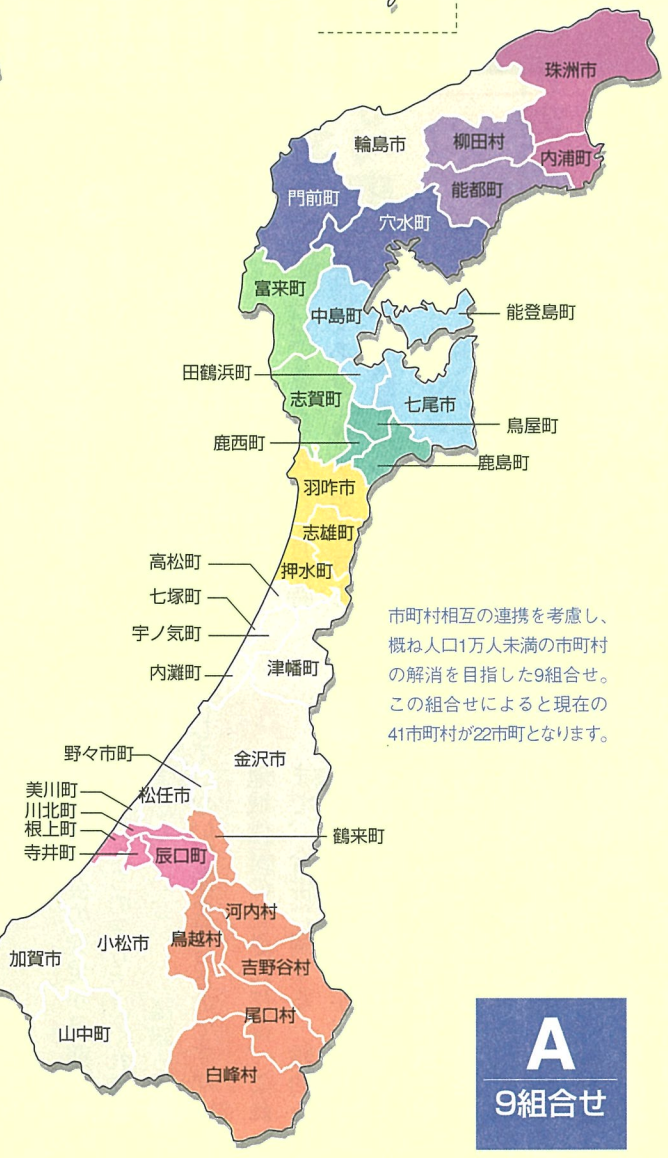 珠洲市
輪島市
柳田村
内浦町
能都町
門前町
穴水町
富来町
中島町
能登島町
田鶴浜町
志賀町
七尾市
鳥屋町
鹿西町
鹿島町
羽咋市
志雄町
高松町
押水町
七塚町
宇ノ気町
内灘町
津幡町
市町村相互の連携を考慮し、
概ね人口1万人未満の市町村
の解消を目指した9組合せ。
この組合せによると現在の
41市町村が22市町となります。
野々市町
金沢市
美川町
松任市
川北町
根上町
鶴来町
寺井町
辰口町
河内村
鳥越村
小松市
加賀市
吉野谷村
尾口村
山中町
白峰村
A
9組合せ